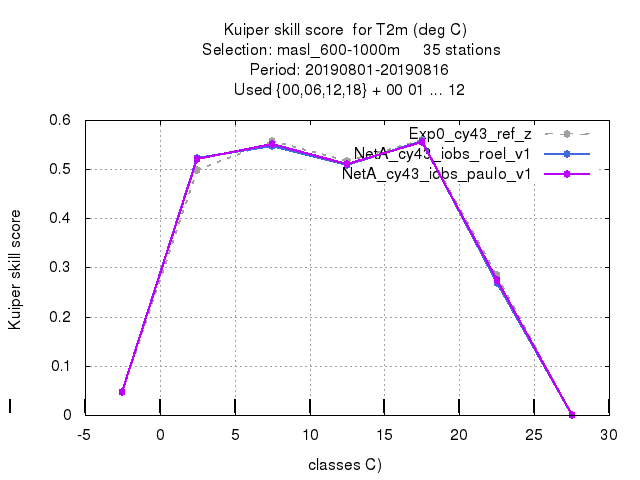 Kuiper skill score for T2m (deg C)
Selection: masl_600-1000m 35 stations
Period: 20190801-20190816
Used {00,06,12,18} + 00 01 ... 12
Exp0_cy43_ref_z
NetA_cy43_iobs_roel_v1
NetA_cy43_iobs_paulo_v1
Kuiper skill score
0.6
0.5
0.4
0.3
0.2
0.1
0
-5 0 5 10 15 20 25 30
classes C)